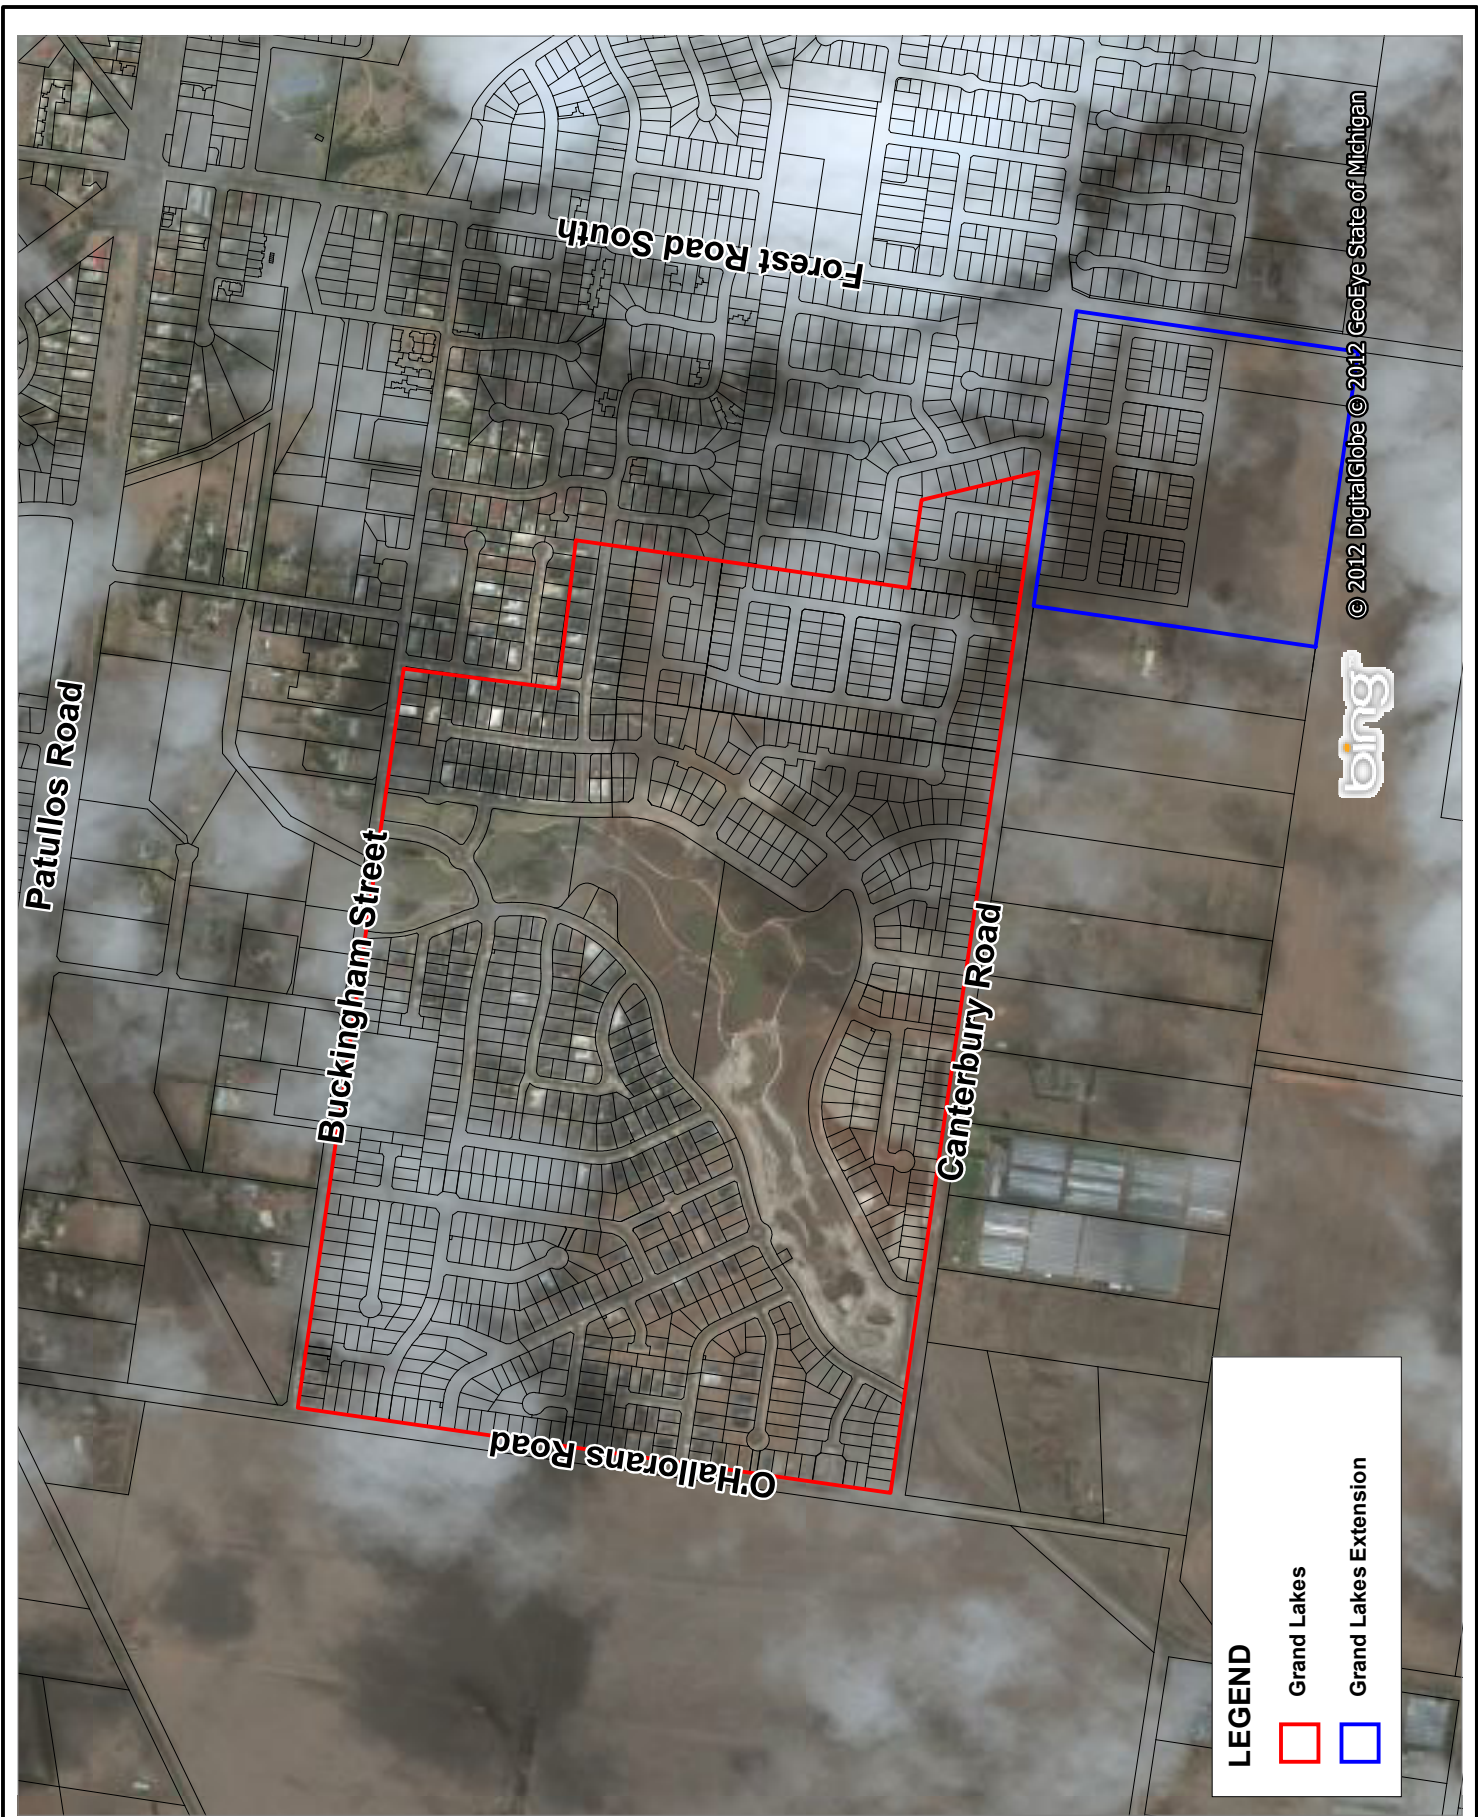 Patullos Road
Buckingham Street
Forest Road South
Canterbury Road
O'Hallorans Road
LEGEND
Grand Lakes
Grand Lakes Extension
bing
© 2012 DigitalGlobe © 2012 GeoEye State of Michigan